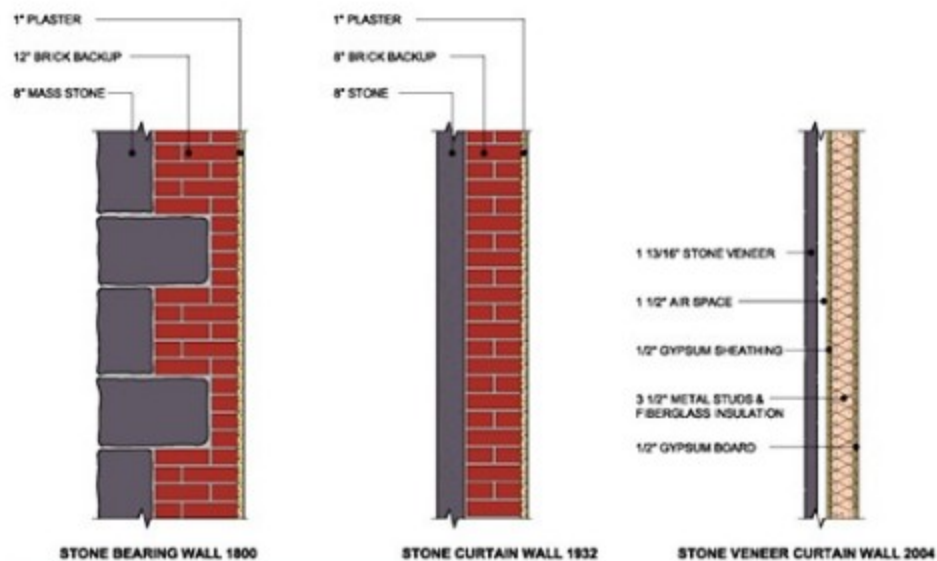 1" PLASTER
12" BRICK BACKUP
8" MASS STONE
STONE BEARING WALL 1800
1" PLASTER
8" BRICK BACKUP
8" STONE
STONE CURTAIN WALL 1932
1 13/16" STONE VENEER
1 1/2" AIR SPACE
1/2" GYPSUM SHEATHING
3 1/2" METAL STUDS &
FIBERGLASS INSULATION
1/2" GYPSUM BOARD
STONE VENEER CURTAIN WALL 2004